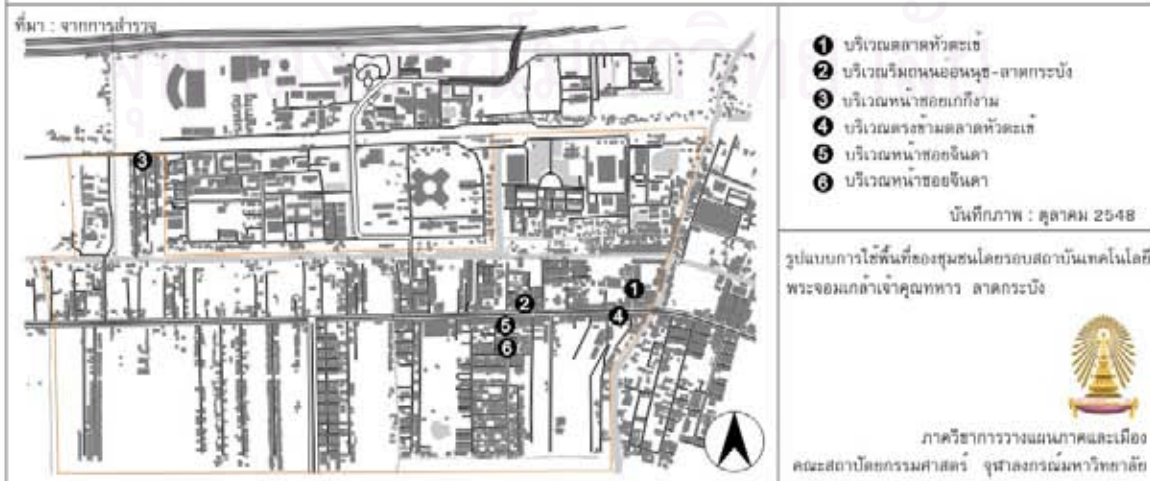 ที่มา : จากการสำรวจ
1 บริเวณตลาดหัวตะเข้
2 บริเวณริมถนนอ่อนนุช-ลาดกระบัง
3 บริเวณหน้าซอยเกกีงาม
4 บริเวณตรงข้ามตลาดหัวตะเข้
5 บริเวณหน้าซอยจินดา
6 บริเวณหน้าซอยจินดา
บันทึกภาพ : ตุลาคม 2548
รูปแบบการใช้พื้นที่ของชุมชนโดยรอบสถาบันเทคโนโลยี
พระจอมเกล้าเจ้าคุณทหาร ลาดกระบัง
ภาควิชาการวางแผนภาคและเมือง
คณะสถาปัตยกรรมศาสตร์ จุฬาลงกรณ์มหาวิทยาลัย
3
1
2
4
5
6